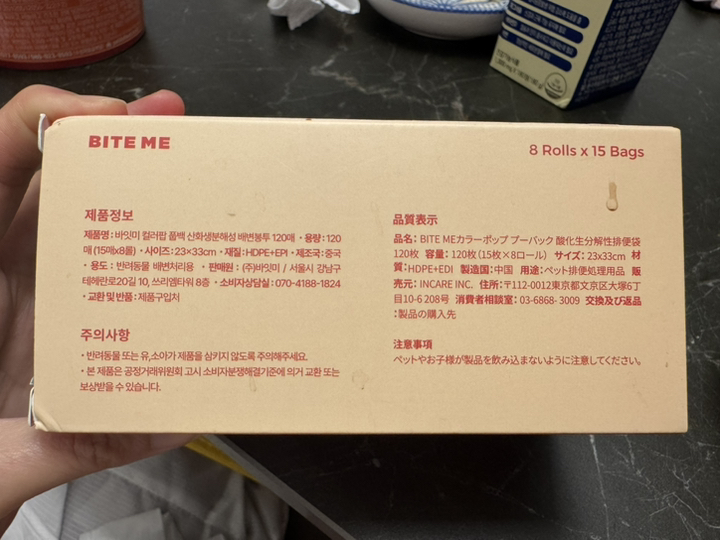 BITE ME
8 Rolls x 15 Bags
제품정보
제품명 : 바잇미 컬러팝 풉백 산화생분해성 배변봉투 120매 • 용량 : 120
매 (15매x8롤) • 사이즈 : 23×33cm • 재질 : HDPE+EPI • 제조국 : 중국
• 용도 : 반려동물 배변처리용 • 판매원 : (주)바잇미 / 서울시 강남구
테헤란로20길 10, 쓰리엠타워 8층 • 소비자상담실 : 070-4188-1824
• 교환 및 반품 : 제품구입처
주의사항
• 반려동물 또는 유,소아가 제품을 삼키지 않도록 주의해주세요.
• 본 제품은 공정거래위원회 고시 소비자분쟁해결기준에 의거 교환 또는
보상받을 수 있습니다.
品質表示
品名 : BITE MEカラーポップ プーバック 酸化生分解性排便袋
120枚 容量 : 120枚 (15枚×8ロール) サイズ : 23x33cm 材
質 : HDPE+EDI 製造国 : 中国 用途 : ペット排便処理用品 販
売元 : INCARE INC. 住所 : 〒112-0012東京都文京区大塚6丁
目10-6 208号 消費者相談室 : 03-6868- 3009 交換及び返品
: 製品の購入先
注意事項
ペットやお子様が製品を飲み込まないように注意してください。